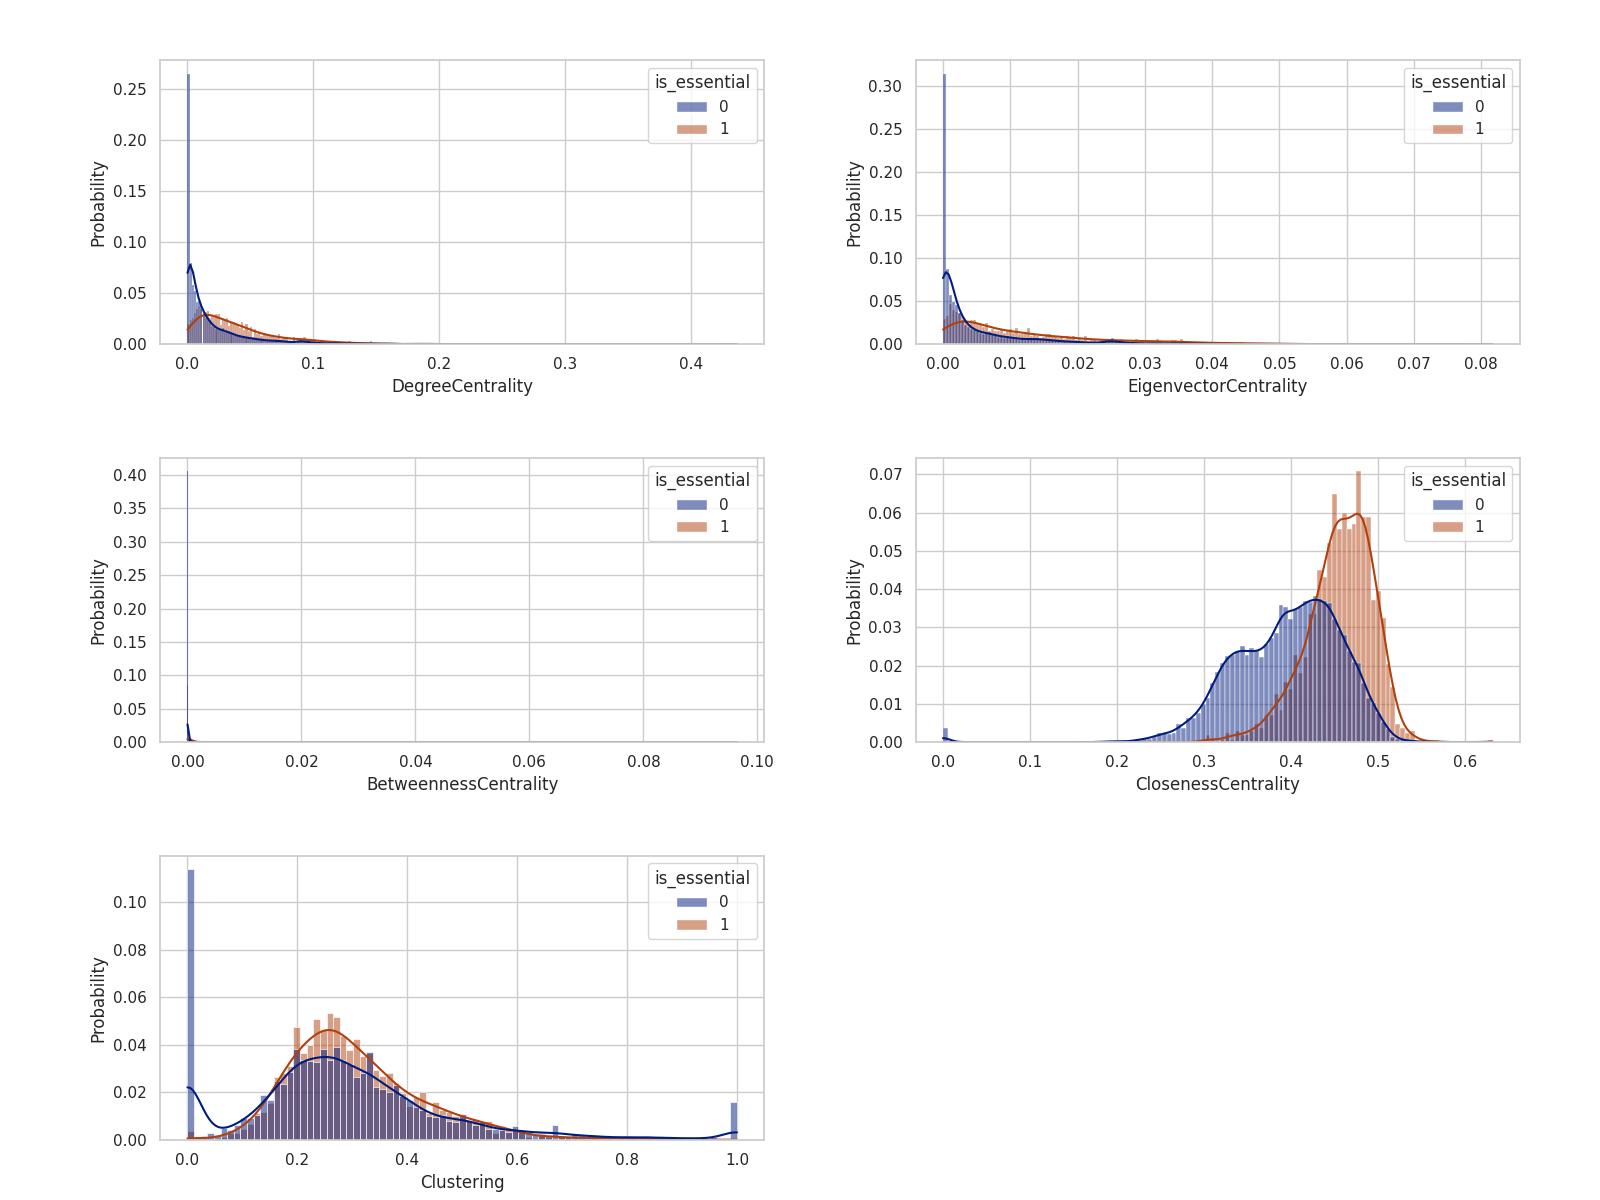 is_essential
0
1
0.25
0.20
0.15
0.10
0.05
0.00
Probability
0.0 0.1 0.2 0.3 0.4
DegreeCentrality
is_essential
0
1
0.30
0.25
0.20
0.15
0.10
0.05
0.00
Probability
0.00 0.01 0.02 0.03 0.04 0.05 0.06 0.07 0.08
EigenvectorCentrality
is_essential
0
1
0.40
0.35
0.30
0.25
0.20
0.15
0.10
0.05
0.00
Probability
0.00 0.02 0.04 0.06 0.08 0.10
BetweennessCentrality
is_essential
0
1
0.07
0.06
0.05
0.04
0.03
0.02
0.01
0.00
Probability
0.0 0.1 0.2 0.3 0.4 0.5 0.6
ClosenessCentrality
is_essential
0
1
0.10
0.08
0.06
0.04
0.02
0.00
Probability
0.0 0.2 0.4 0.6 0.8 1.0
Clustering